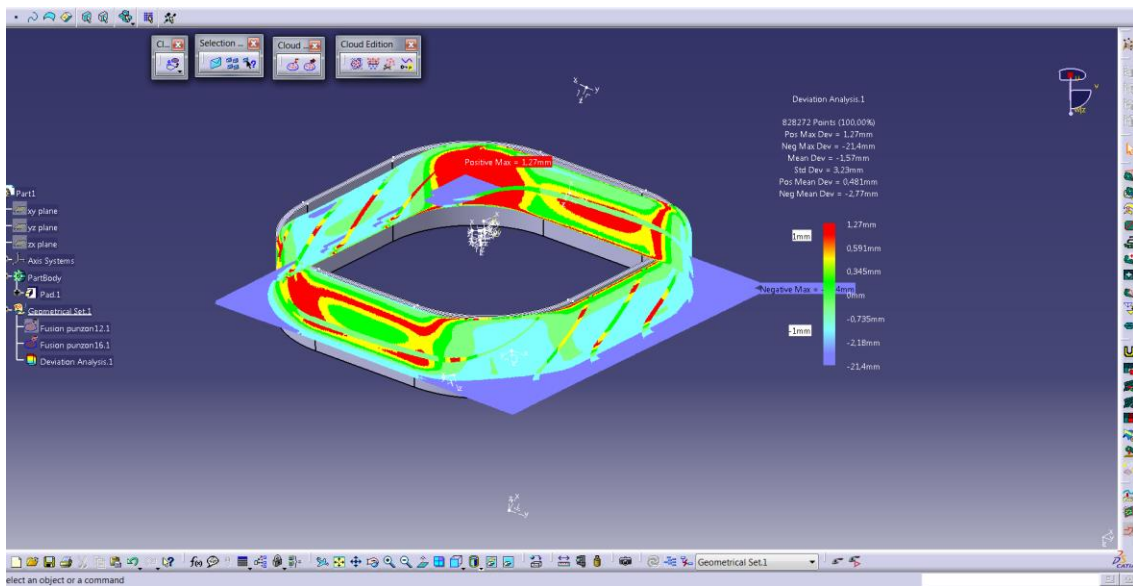 Cl...
Selection ...
Cloud ...
Cloud Edition
Deviation Analysis.1
828272 Points (100,00%)
Pos Max Dev = 1,27mm
Neg Max Dev = -21,4mm
Mean Dev = -1,57mm
Std Dev = 3,23mm
Pos Mean Dev = 0,481mm
Neg Mean Dev = -2,77mm
Positive Max = 1,27mm
Part1
xy plane
yz plane
zx plane
Axis Systems
PartBody
Pad.1
Geometrical Set.1
Fusion punzon12.1
Fusion punzon16.1
Deviation Analysis.1
1,27mm
1mm
0,591mm
0,345mm
Negative Max =
0mm
-0,735mm
-1mm
-2,18mm
-21,4mm
Geometrical Set.1
elect an object or a command